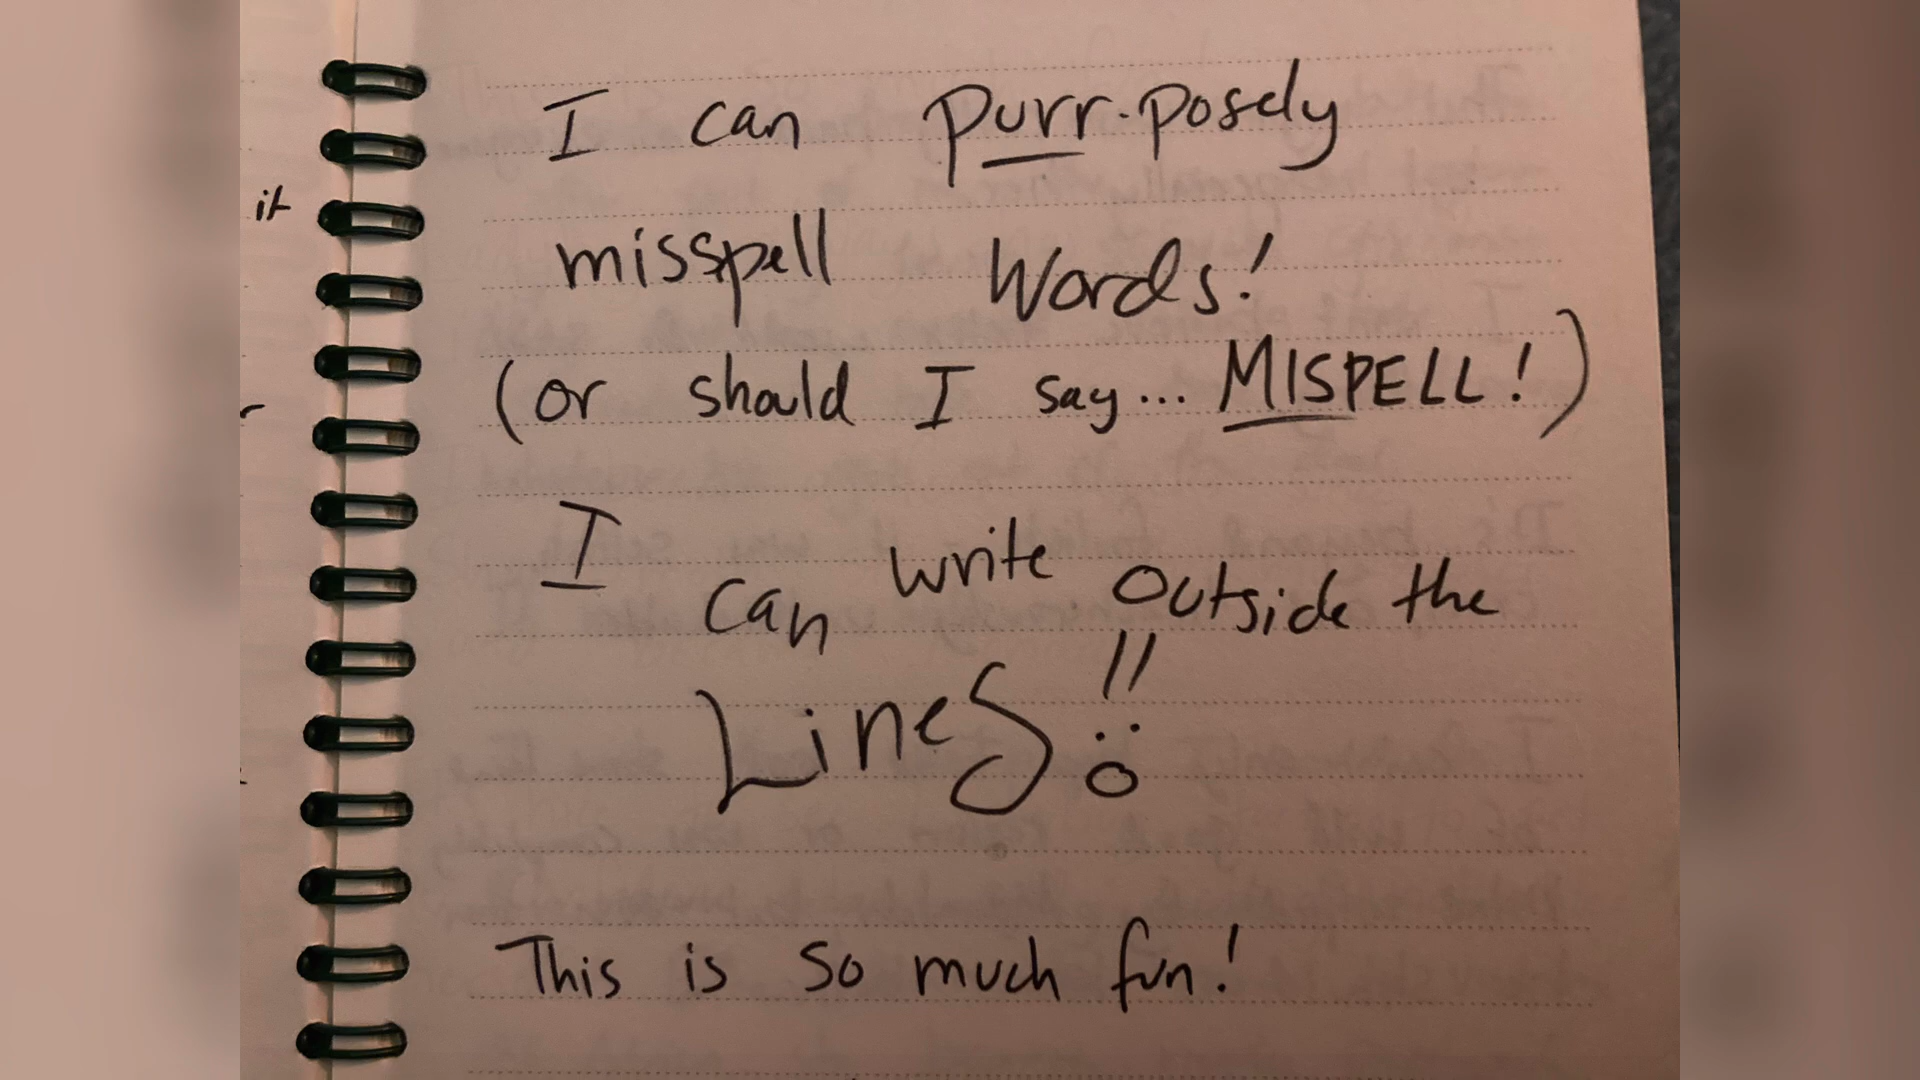 it
I can purr-posely
misspell words!
(or should I say... MISPELL!)
I can write outside the
LineS!!
This is so much fun!